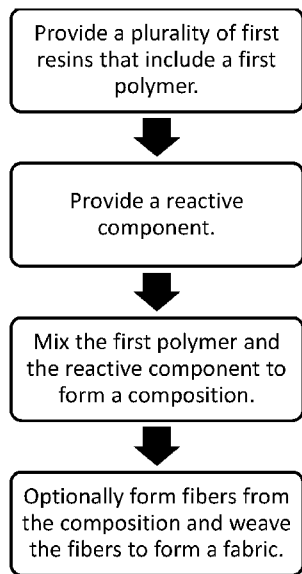 Provide a plurality of first
resins that include a first
polymer.
Provide a reactive
component.
Mix the first polymer and
the reactive component to
form a composition.
Optionally form fibers from
the composition and weave
the fibers to form a fabric.